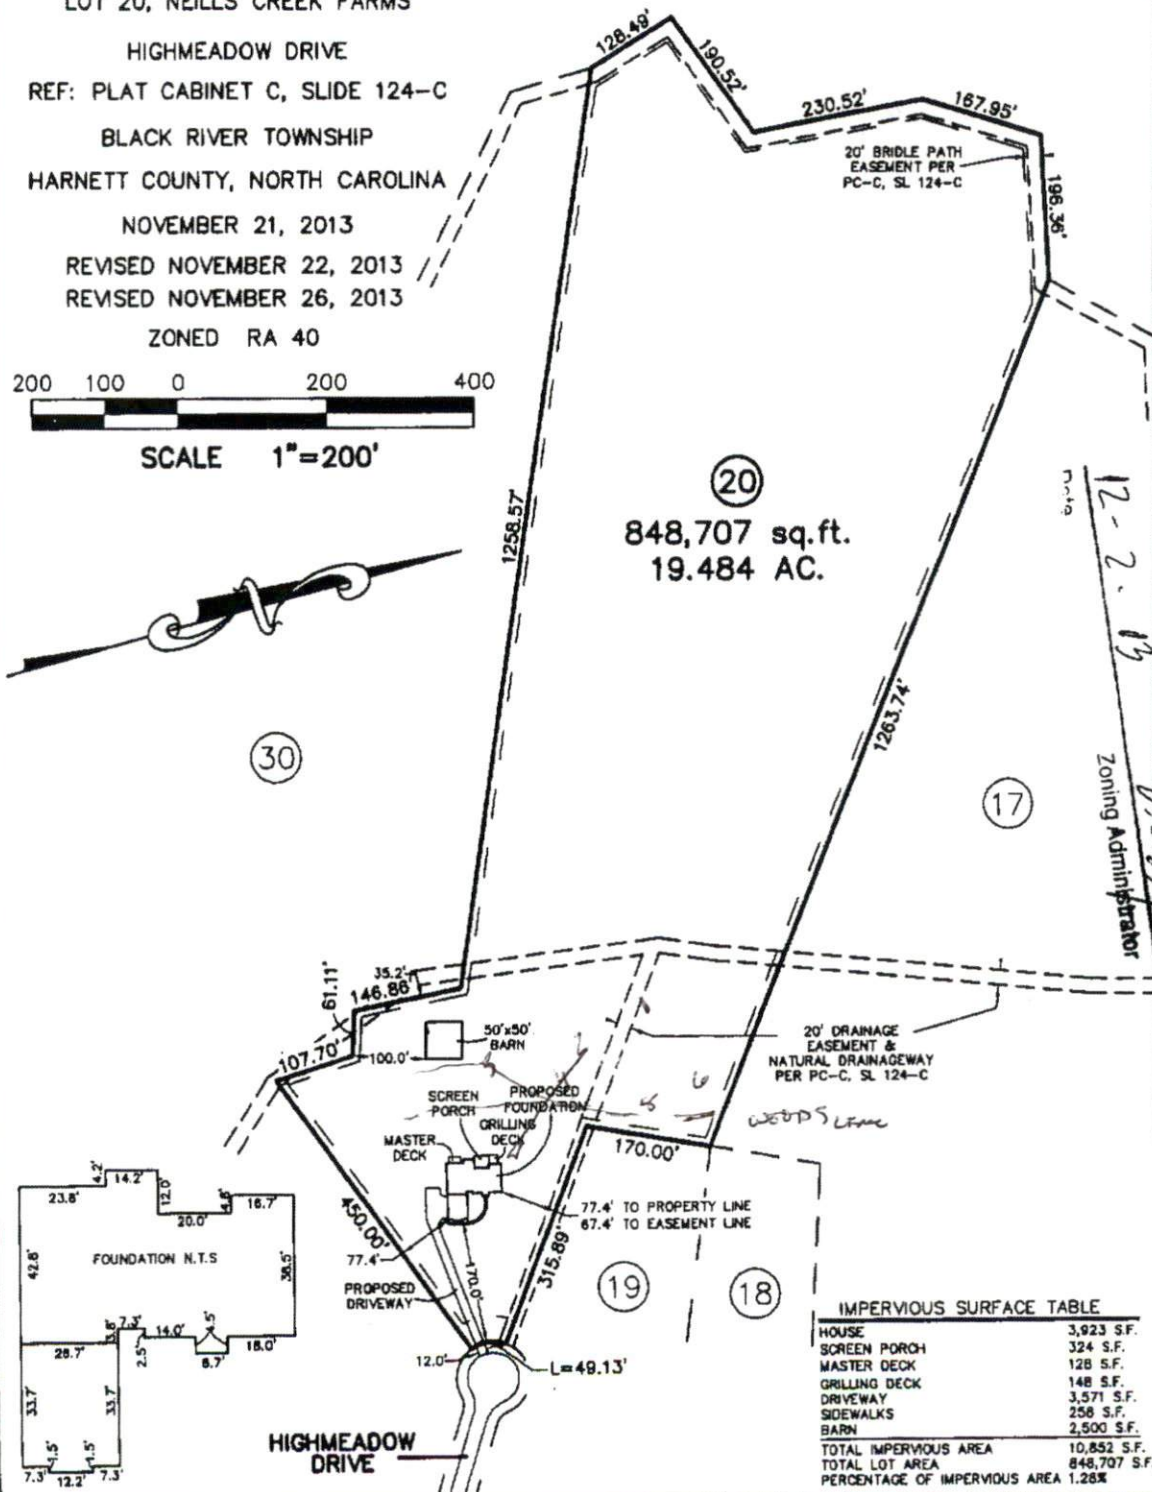 LOT 20, NEILLS CREEK FARMS
HIGHMEADOW DRIVE
REF: PLAT CABINET C, SLIDE 124-C
BLACK RIVER TOWNSHIP
HARNETT COUNTY, NORTH CAROLINA
NOVEMBER 21, 2013
REVISED NOVEMBER 22, 2013
REVISED NOVEMBER 26, 2013
ZONED RA 40
200 100 0 200 400
SCALE 1"=200'
128.49'
190.52'
230.52'
167.95'
196.36'
20' BRIDLE PATH
EASEMENT PER
PC-C, SL 124-C
N
20
848,707 sq.ft.
19.484 AC.
1258.57'
1263.74'
12-2-13
Date
Zoning Administrator
30
17
35.2'
146.86'
61.11"
107.70'
100.0'
50'x50'
BARN
SCREEN
PORCH
PROPOSED
FOUNDATION
GRILLING
DECK
MASTER
DECK
20' DRAINAGE
EASEMENT &
NATURAL DRAINAGEWAY
PER PC-C, SL 124-C
WOODS
170.00'
77.4' TO PROPERTY LINE
67.4' TO EASEMENT LINE
450.00'
77.4'
PROPOSED
DRIVEWAY
170.0'
315.89'
19
18
12.0'
L=49.13'
HIGHMEADOW
DRIVE
4.2'
14.2'
23.8'
12.0'
20.0'
4.8'
16.7'
42.8'
FOUNDATION N.T.S
38.5'
3.8'
7.3'
14.0'
4.5'
26.7'
2.5'
6.7'
18.0'
33.7'
33.7'
1.5'
1.5'
7.3'
12.2'
7.3'
IMPERVIOUS SURFACE TABLE
HOUSE 3,923 S.F.
SCREEN PORCH 324 S.F.
MASTER DECK 128 S.F.
GRILLING DECK 148 S.F.
DRIVEWAY 3,571 S.F.
SIDEWALKS 258 S.F.
BARN 2,500 S.F.
TOTAL IMPERVIOUS AREA 10,852 S.F.
TOTAL LOT AREA 848,707 S.F.
PERCENTAGE OF IMPERVIOUS AREA 1.28%